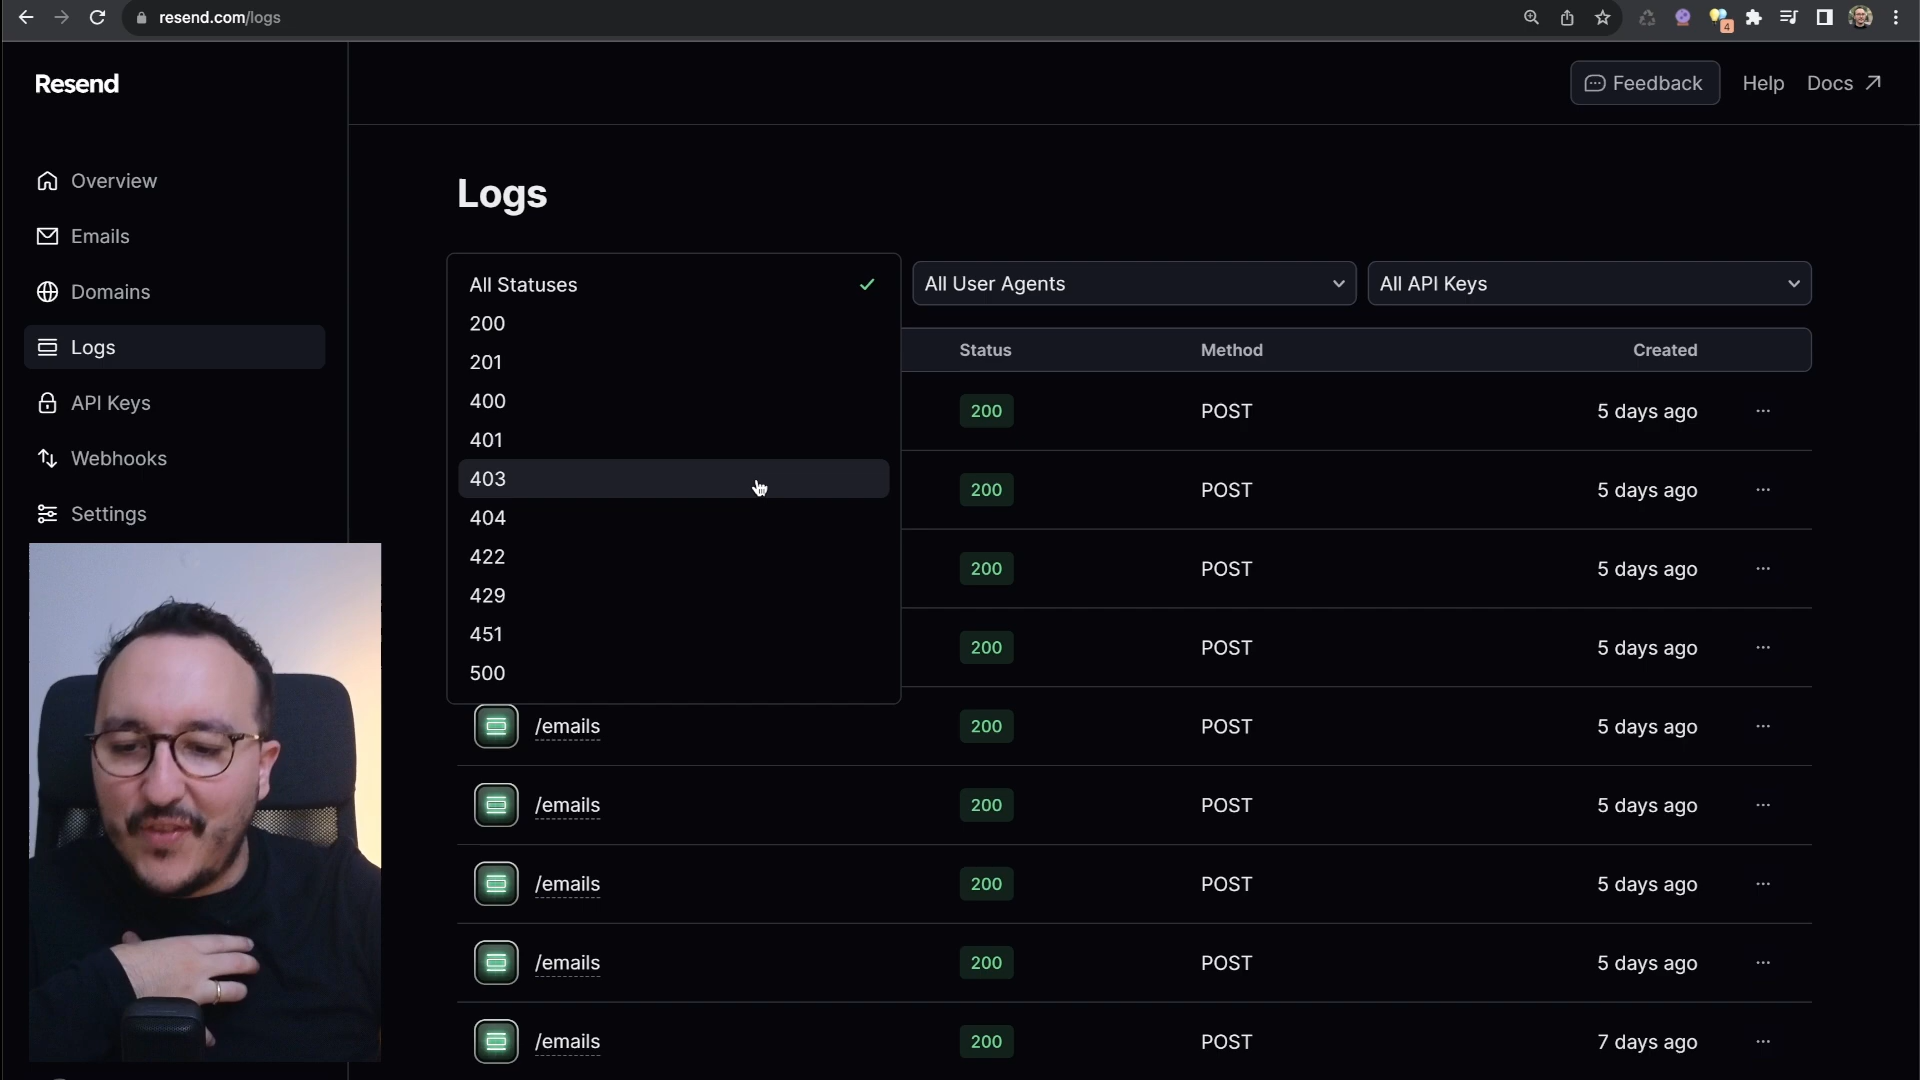 resend.com/logs
4
Resend
Feedback
Help
Docs
Overview
Emails
Domains
Logs
API Keys
Webhooks
Settings
Logs
All Statuses
200
201
400
401
403
404
422
429
451
500
All User Agents
All API Keys
Status Method Created
200 POST 5 days ago
200 POST 5 days ago
200 POST 5 days ago
200 POST 5 days ago
/emails 200 POST 5 days ago
/emails 200 POST 5 days ago
/emails 200 POST 5 days ago
/emails 200 POST 5 days ago
/emails 200 POST 7 days ago